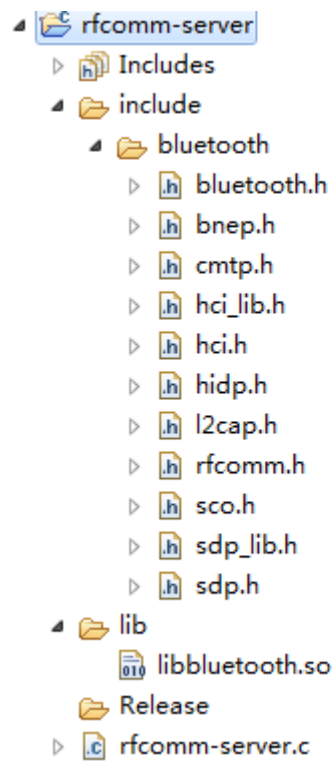 rfcomm-server
Includes
include
bluetooth
bluetooth.h
bnep.h
cmtp.h
hci_lib.h
hci.h
hidp.h
l2cap.h
rfcomm.h
sco.h
sdp_lib.h
sdp.h
lib
libbluetooth.so
Release
rfcomm-server.c